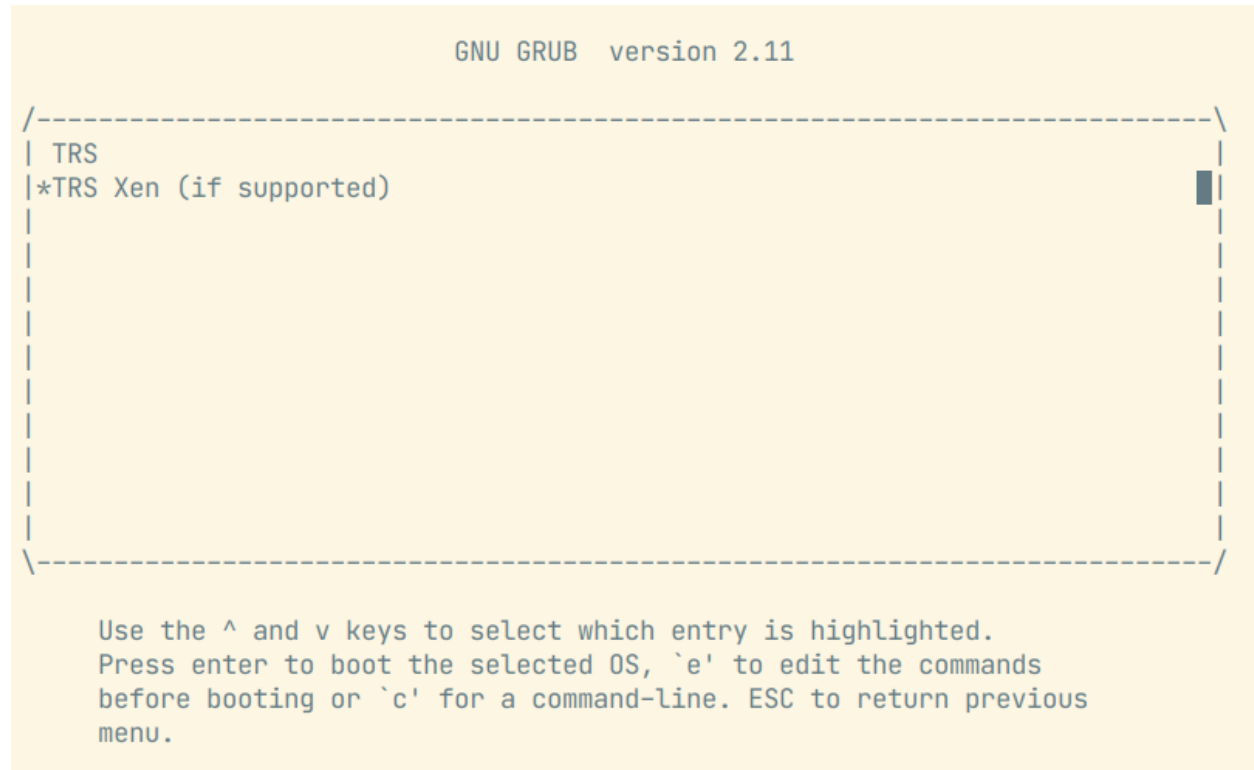 GNU GRUB  version 2.11
/----------------------------------------------------------------------------\
| TRS                                                                        |
|*TRS Xen (if supported)                                                     |
|                                                                            |
|                                                                            |
|                                                                            |
|                                                                            |
|                                                                            |
|                                                                            |
|                                                                            |
|                                                                            |
|                                                                            |
|                                                                            |
\----------------------------------------------------------------------------/
Use the ^ and v keys to select which entry is highlighted.
Press enter to boot the selected OS, `e' to edit the commands
before booting or `c' for a command-line. ESC to return previous
menu.